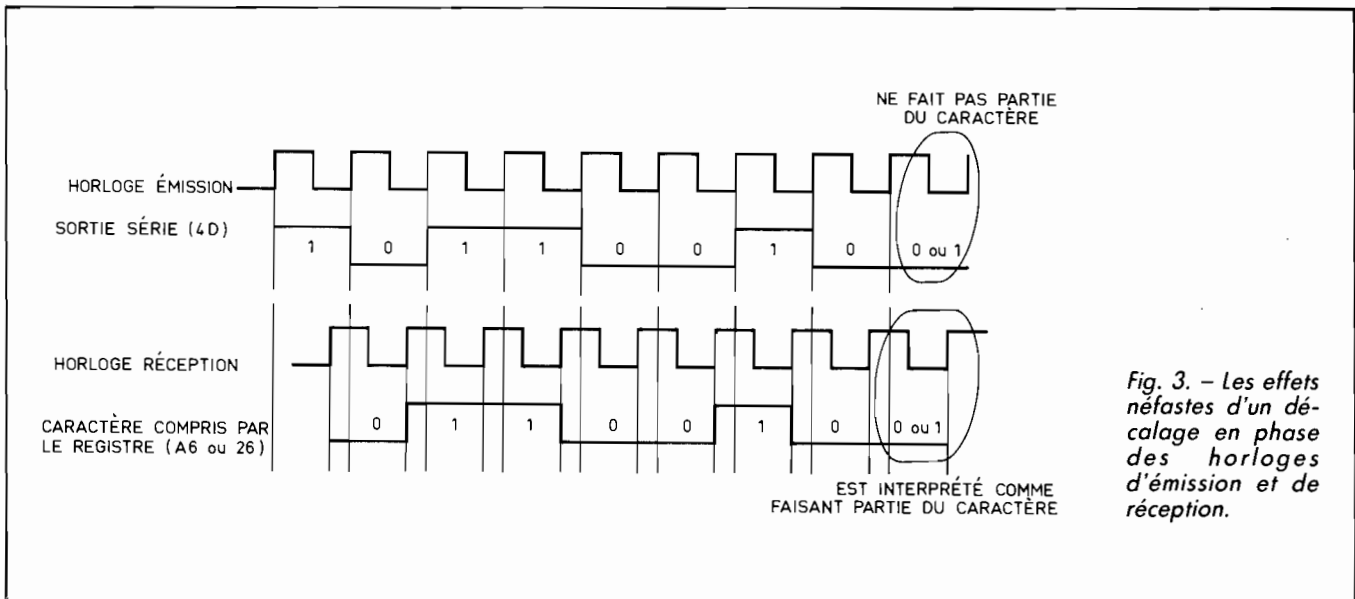 NE FAIT PAS PARTIE
DU CARACTÈRE
HORLOGE ÉMISSION
SORTIE SÉRIE (4D)
1 0 1 1 0 0 1 0 0 ou 1
HORLOGE RÉCEPTION
CARACTÈRE COMPRIS PAR
LE REGISTRE (A6 ou 26)
0 1 1 0 0 1 0 0 ou 1
EST INTERPRÉTÉ COMME
FAISANT PARTIE DU CARACTÈRE
Fig. 3. – Les effets
néfastes d'un dé-
calage en phase
des horloges
d'émission et de
réception.